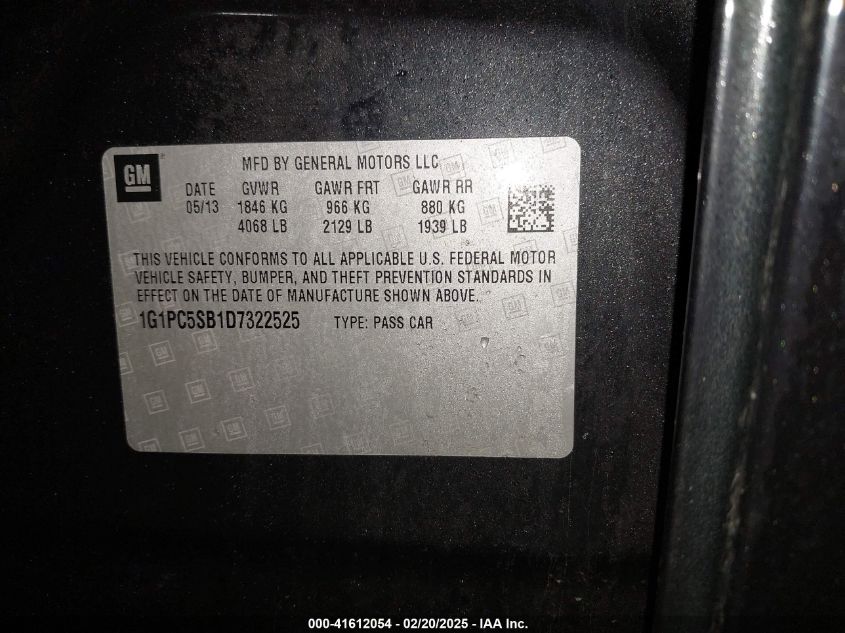 GM
MFD BY GENERAL MOTORS LLC
DATE GVWR GAWR FRT GAWR RR
05/13 1846 KG 966 KG 880 KG
4068 LB 2129 LB 1939 LB
THIS VEHICLE CONFORMS TO ALL APPLICABLE U.S. FEDERAL MOTOR
VEHICLE SAFETY, BUMPER, AND THEFT PREVENTION STANDARDS IN
EFFECT ON THE DATE OF MANUFACTURE SHOWN ABOVE.
1G1PC5SB1D7322525 TYPE: PASS CAR
000-41612054 - 02/20/2025 - IAA Inc.